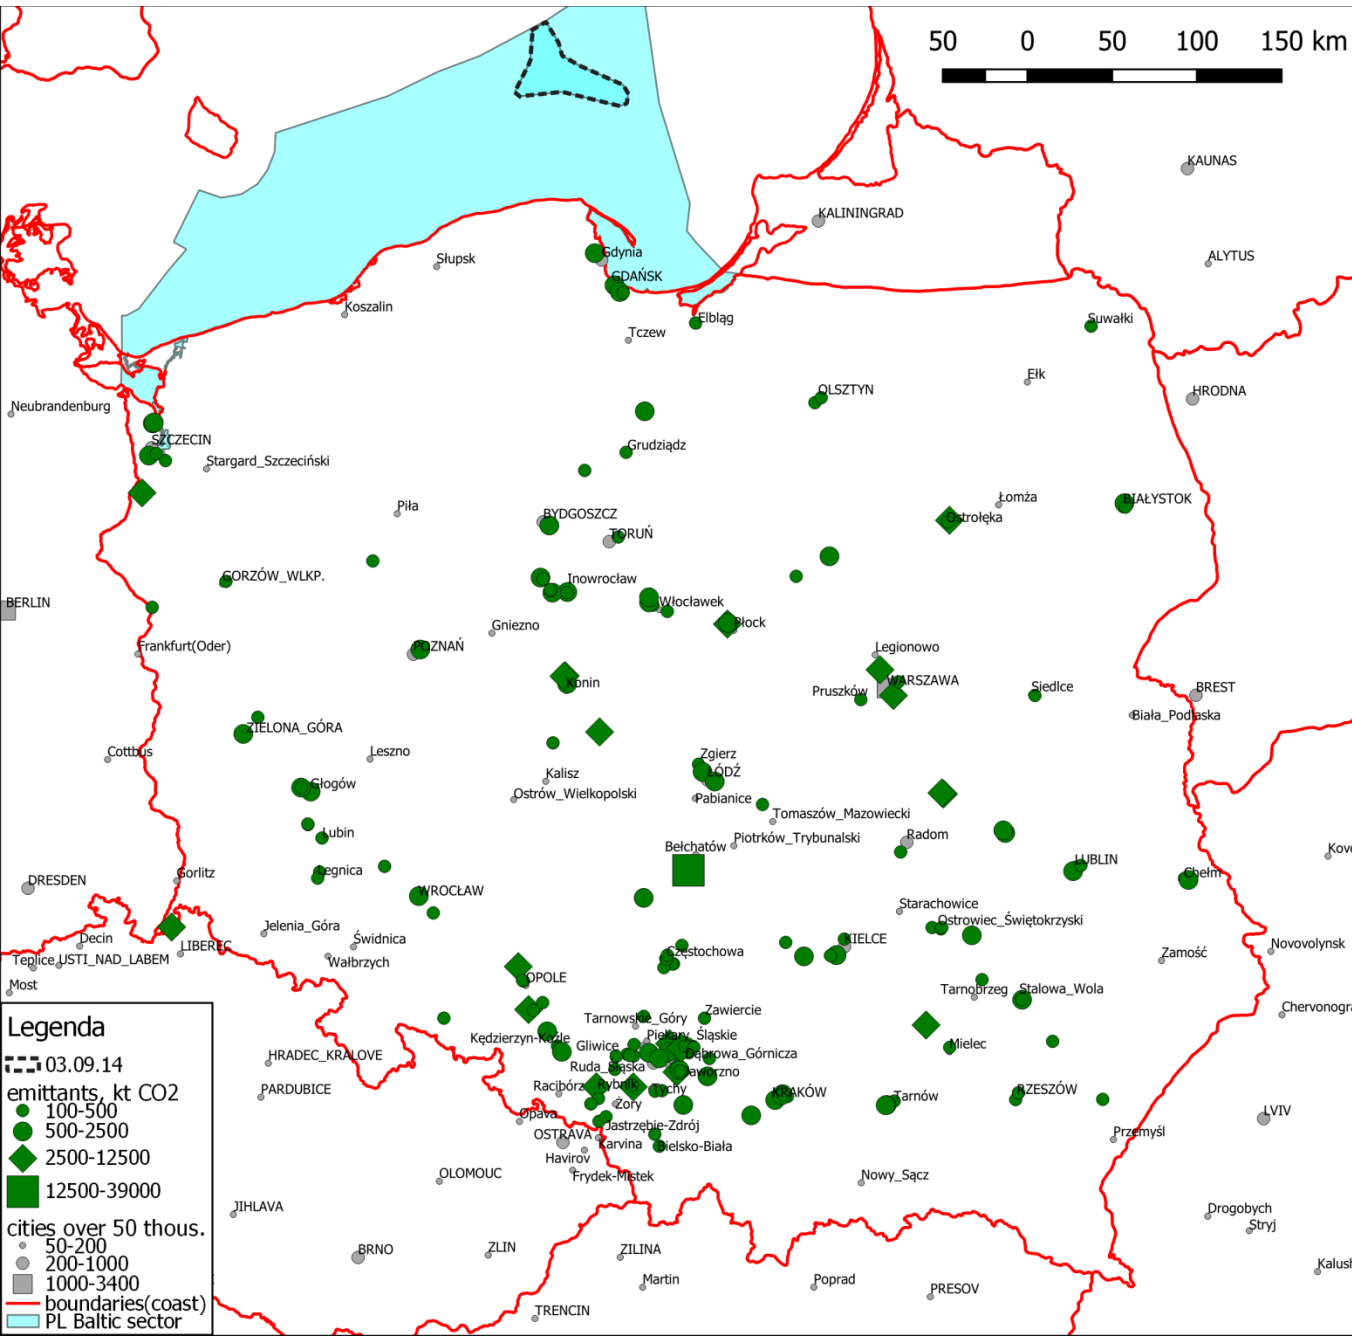 50 0 50 100 150 km
KAUNAS
KALININGRAD
Gdynia
Słupsk
ALYTUS
GDAŃSK
Koszalin
Elbląg
Suwałki
Tczew
Ełk
OLSZTYN
HRODNA
Neubrandenburg
SZCZECIN
Grudziądz
Stargard_Szczeciński
Piła
Łomża
BIAŁYSTOK
BYDGOSZCZ
Ostrołęka
TORUŃ
GORZÓW_WLKP.
Inowrocław
BERLIN
Włocławek
Gniezno
Płock
Frankfurt(Oder)
POZNAŃ
Legionowo
Konin
WARSZAWA
Pruszków
Siedlce
BREST
Biała_Podlaska
ZIELONA_GÓRA
Cottbus
Leszno
Zgierz
Kalisz
ŁÓDŹ
Głogów
Ostrów_Wielkopolski
Pabianice
Tomaszów_Mazowiecki
Lubin
Piotrków_Trybunalski
Radom
Bełchatów
Kove
LUBLIN
Gorlitz
Legnica
Chełm
DRESDEN
WROCŁAW
Starachowice
Ostrowiec_Świętokrzyski
Jelenia_Góra
Decin
Świdnica
KIELCE
LIBEREC
Częstochowa
Zamość
Novovolynsk
Teplice
USTI_NAD_LABEM
Wałbrzych
OPOLE
Most
Tarnobrzeg
Stalowa_Wola
Chervonogra
Legenda
03.09.14
emittants, kt CO2
100-500
500-2500
2500-12500
12500-39000
cities over 50 thous.
50-200
200-1000
1000-3400
boundaries(coast)
PL Baltic sector
Zawiercie
Tarnowskie_Góry
Kędzierzyn-Koźle
Piekary_Śląskie
Gliwice
Mielec
Dąbrowa_Górnicza
HRADEC_KRALOVE
Ruda_Śląska
Jaworzno
PARDUBICE
Racibórz
Rybnik
Tychy
KRAKÓW
Tarnów
RZESZÓW
Żory
Opava
LVIV
Jastrzębie-Zdrój
OSTRAVA
Karvina
Bielsko-Biała
Przemyśl
Havirov
OLOMOUC
Frydek-Mistek
Nowy_Sącz
JIHLAVA
Drogobych
Stryj
BRNO
ZLIN
ZILINA
Kalush
Martin
Poprad
PRESOV
TRENCIN